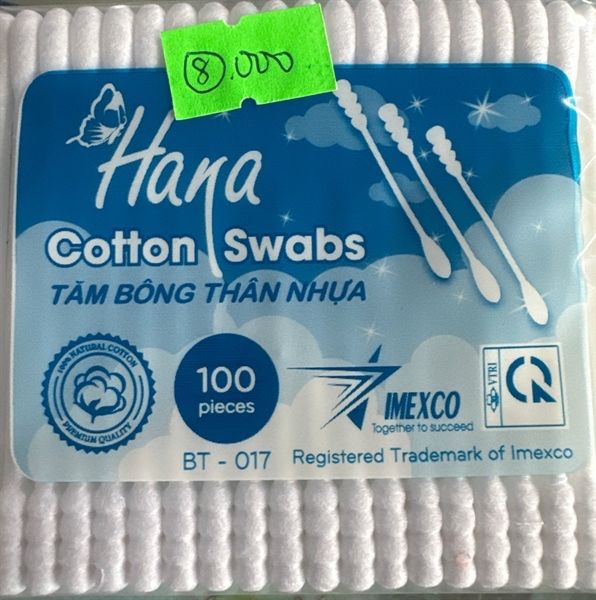 8.000
Hana
Cotton Swabs
TĂM BÔNG THÂN NHỰA
100% NATURAL COTTON
PREMIUM QUALITY
100
pieces
IMEXCO
Together to succeed
VTRI
BT - 017
Registered Trademark of Imexco